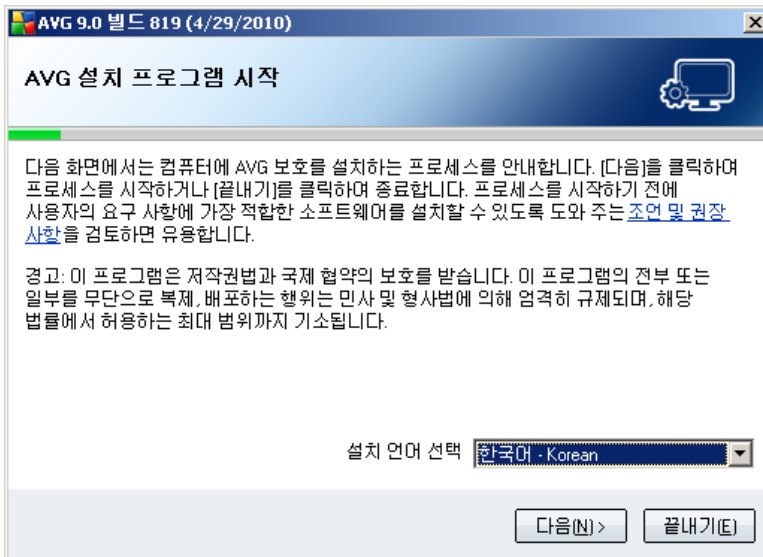 AVG 9.0 빌드 819 (4/29/2010)
AVG 설치 프로그램 시작
다음 화면에서는 컴퓨터에 AVG 보호를 설치하는 프로세스를 안내합니다. [다음]을 클릭하여
프로세스를 시작하거나 [끝내기]를 클릭하여 종료합니다. 프로세스를 시작하기 전에
사용자의 요구 사항에 가장 적합한 소프트웨어를 설치할 수 있도록 도와 주는 조언 및 권장
사항을 검토하면 유용합니다.
경고: 이 프로그램은 저작권법과 국제 협약의 보호를 받습니다. 이 프로그램의 전부 또는
일부를 무단으로 복제, 배포하는 행위는 민사 및 형사법에 의해 엄격히 규제되며, 해당
법률에서 허용하는 최대 범위까지 기소됩니다.
설치 언어 선택 한국어 - Korean
다음(N) > 끝내기(E)